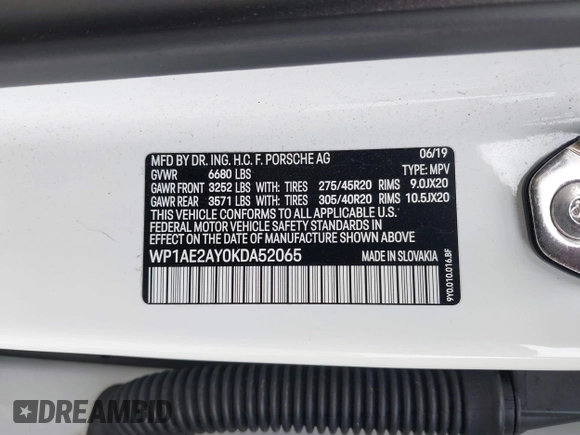 MFD BY DR. ING. H.C. F. PORSCHE AG 06/19
GVWR 6680 LBS TYPE: MPV
GAWR FRONT 3252 LBS WITH: TIRES 275/45R20 RIMS 9.0JX20
GAWR REAR 3571 LBS WITH: TIRES 305/40R20 RIMS 10.5JX20
THIS VEHICLE CONFORMS TO ALL APPLICABLE U.S.
FEDERAL MOTOR VEHICLE SAFETY STANDARDS IN
EFFECT ON THE DATE OF MANUFACTURE SHOWN ABOVE
WP1AE2AY0KDA52065 MADE IN SLOVAKIA
9Y0.010.016.BF
DREAMBID